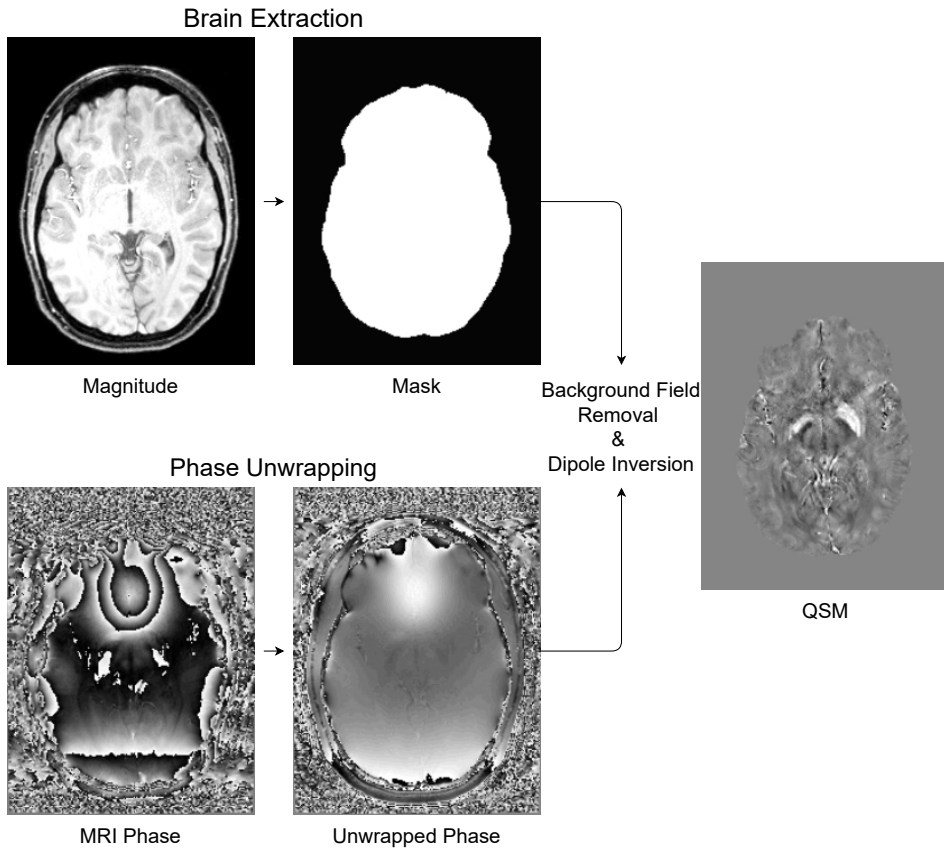 Brain Extraction
Magnitude
Mask
Background Field
Removal
&
Dipole Inversion
Phase Unwrapping
MRI Phase
Unwrapped Phase
QSM